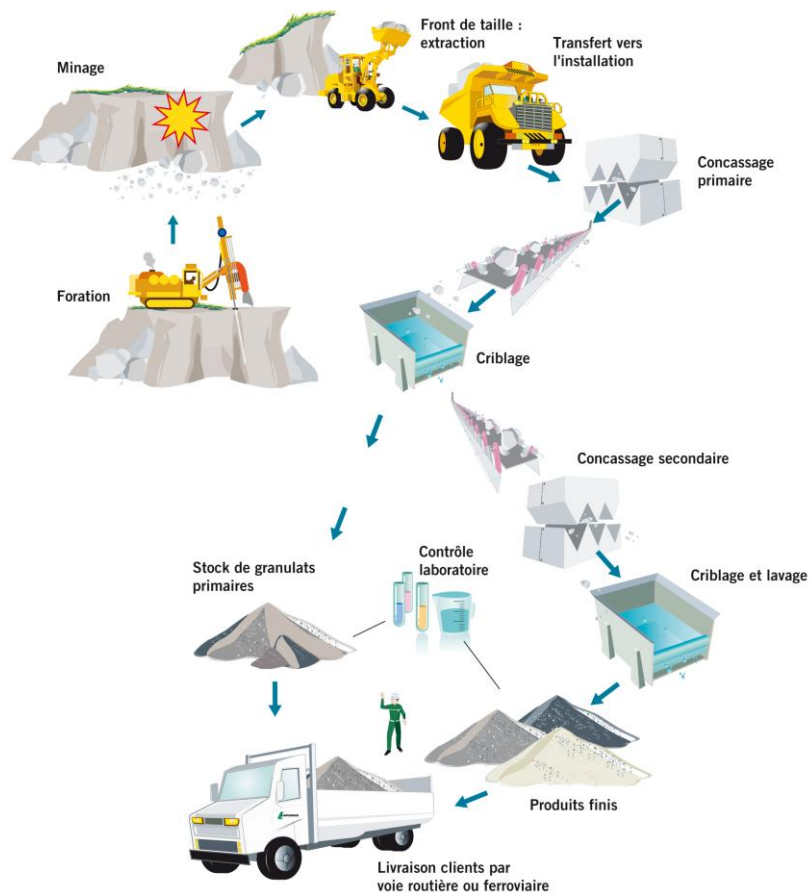 Front de taille :
extraction
Transfert vers
l'installation
Minage
Concassage
primaire
Foration
Criblage
Concassage secondaire
Stock de granulats
primaires
Contrôle
laboratoire
Criblage et lavage
Produits finis
Livraison clients par
voie routière ou ferroviaire